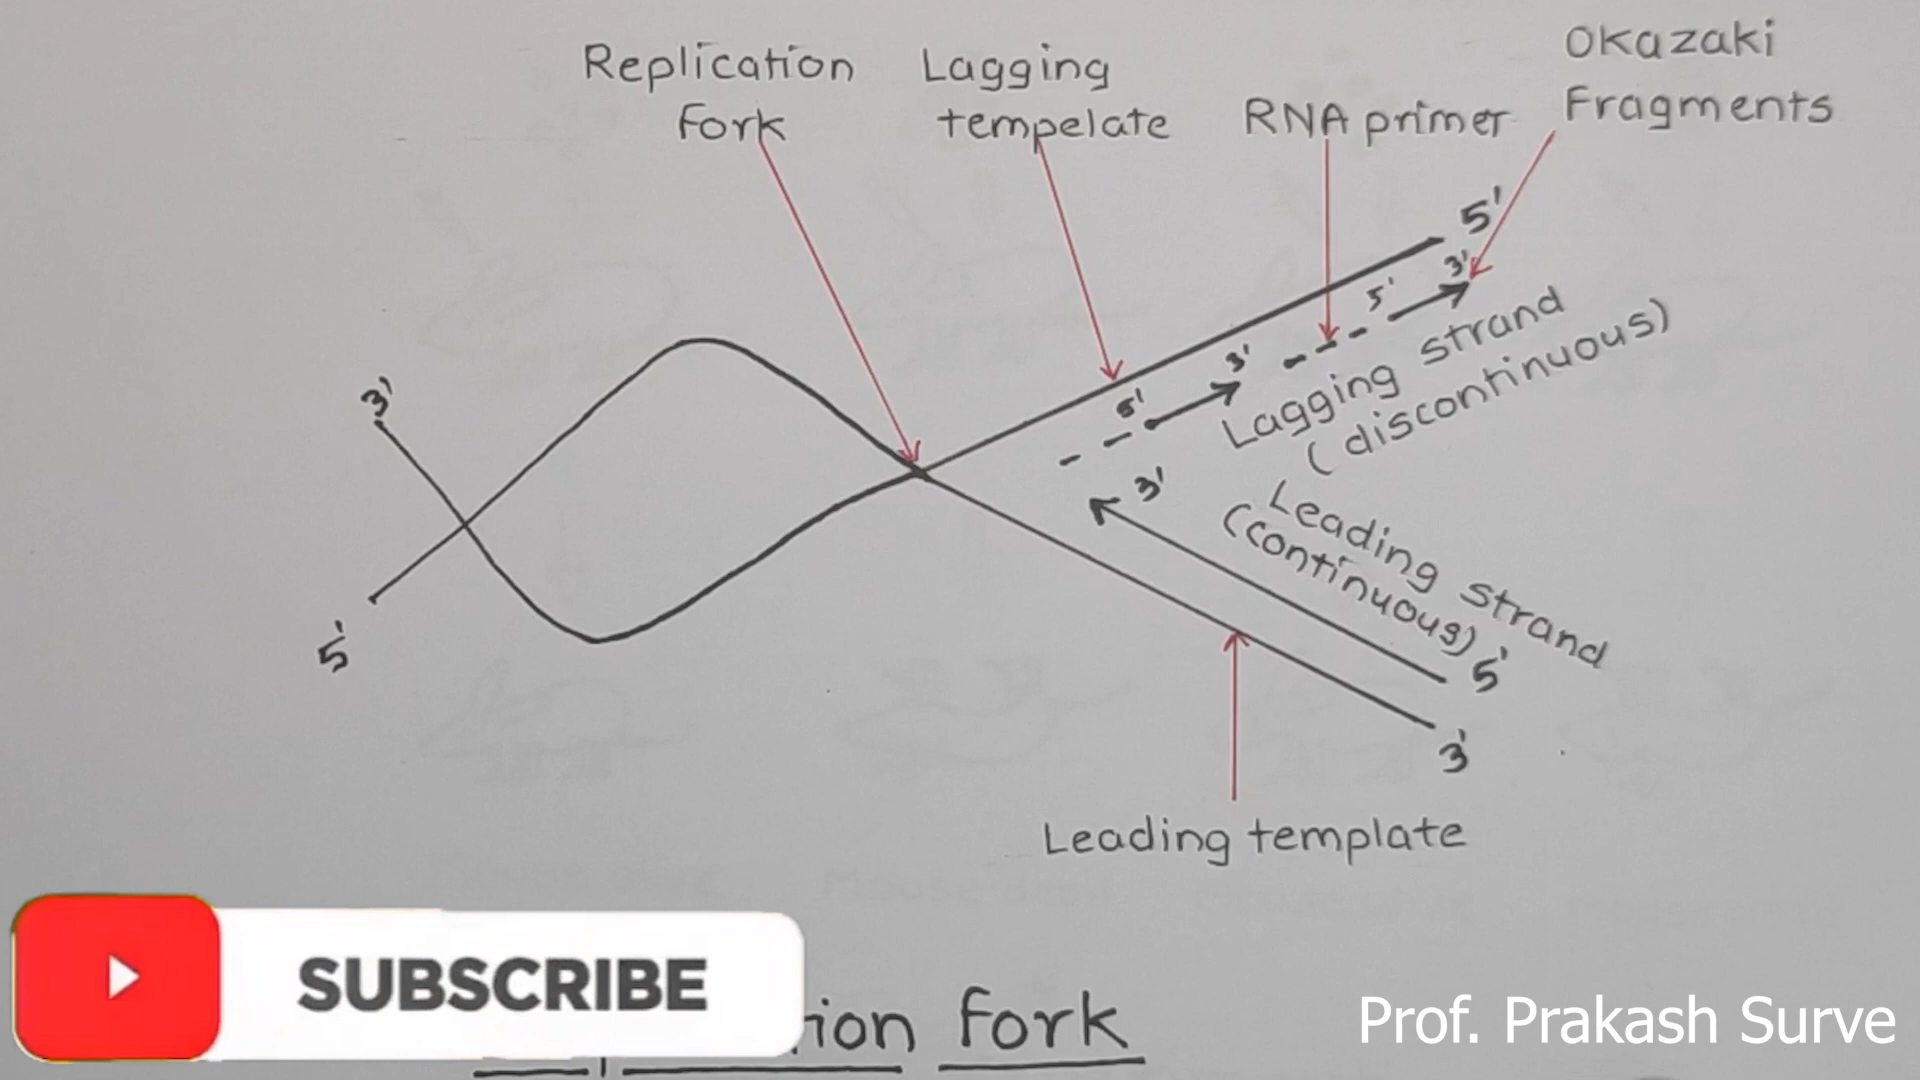 Replication
fork
Lagging
tempelate
RNA primer
Okazaki
Fragments
5'
3'
5'
3'
5'
Lagging strand
(discontinuous)
3'
Leading strand
(continuous)
5'
3'
3'
5'
Leading template
SUBSCRIBE
ion fork
Prof. Prakash Surve